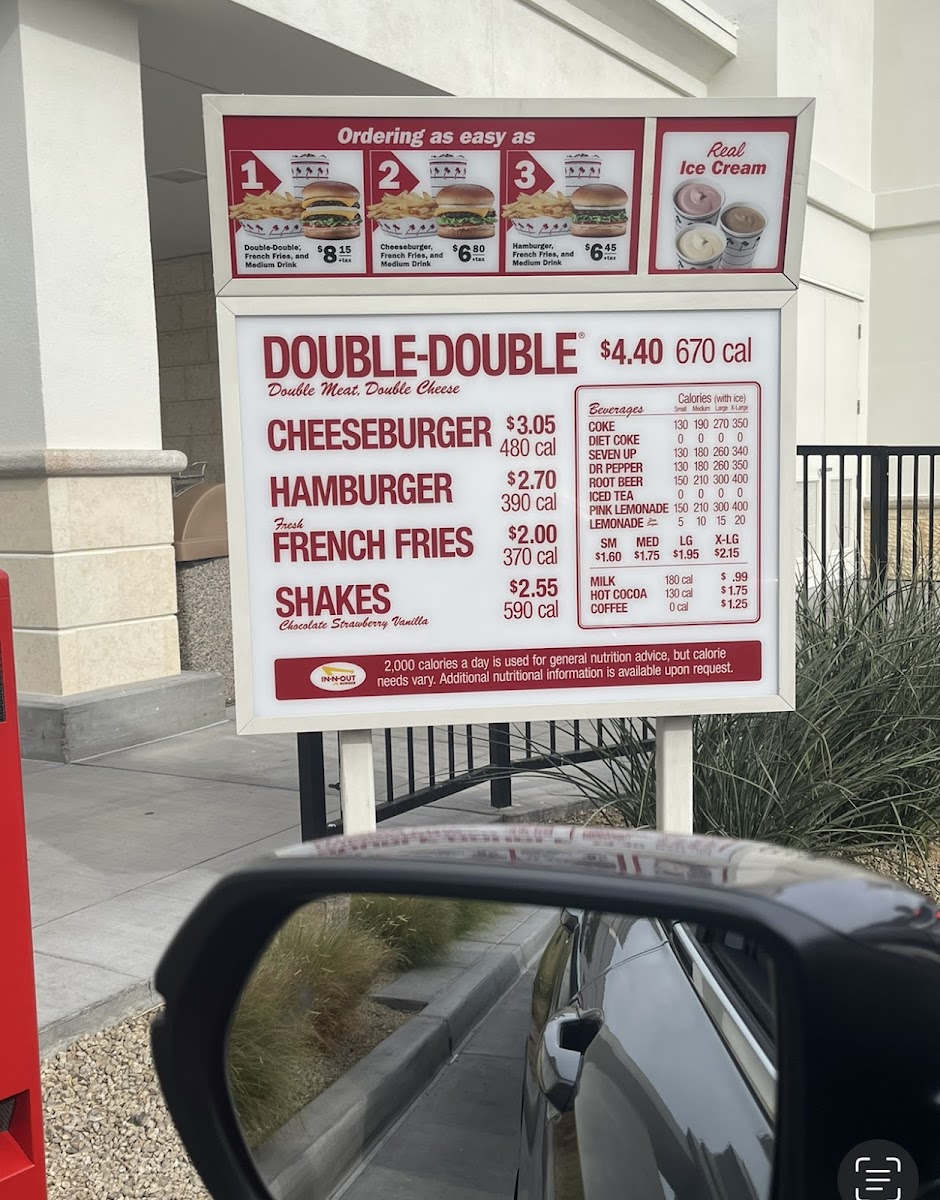 Ordering as easy as
1
Double-Double,
French Fries, and
Medium Drink
$8 15
+tax
2
Cheeseburger,
French Fries, and
Medium Drink
$6 80
+tax
3
Hamburger,
French Fries, and
Medium Drink
$6 45
+tax
Real
Ice Cream
DOUBLE-DOUBLE® $4.40 670 cal
Double Meat, Double Cheese
CHEESEBURGER $3.05
480 cal
HAMBURGER $2.70
390 cal
Fresh
FRENCH FRIES $2.00
370 cal
SHAKES $2.55
590 cal
Chocolate Strawberry Vanilla
Calories (with ice)
Beverages Small Medium Large X-Large
COKE 130 190 270 350
DIET COKE 0 0 0 0
SEVEN UP 130 180 260 340
DR PEPPER 130 180 260 350
ROOT BEER 150 210 300 400
ICED TEA 0 0 0 0
PINK LEMONADE 150 210 300 400
LEMONADE 5 10 15 20
SM MED LG X-LG
$1.60 $1.75 $1.95 $2.15
MILK 180 cal $ .99
HOT COCOA 130 cal $1.75
COFFEE 0 cal $1.25
IN-N-OUT
BURGER
2,000 calories a day is used for general nutrition advice, but calorie
needs vary. Additional nutritional information is available upon request.